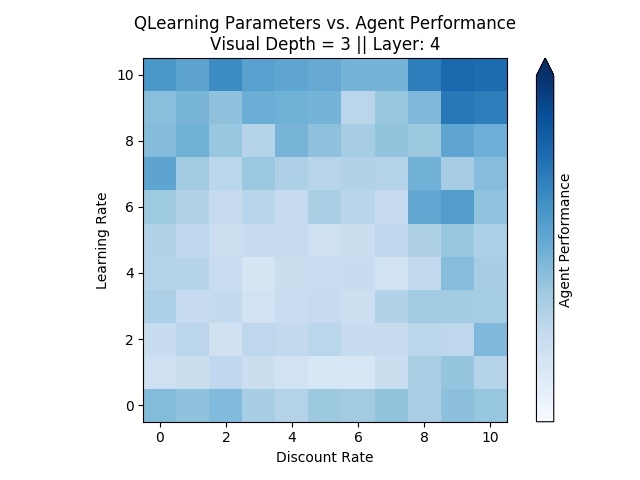 QLearning Parameters vs. Agent Performance
Visual Depth = 3 || Layer: 4
10
8
6
4
2
0
Learning Rate
0 2 4 6 8 10
Discount Rate
Agent Performance